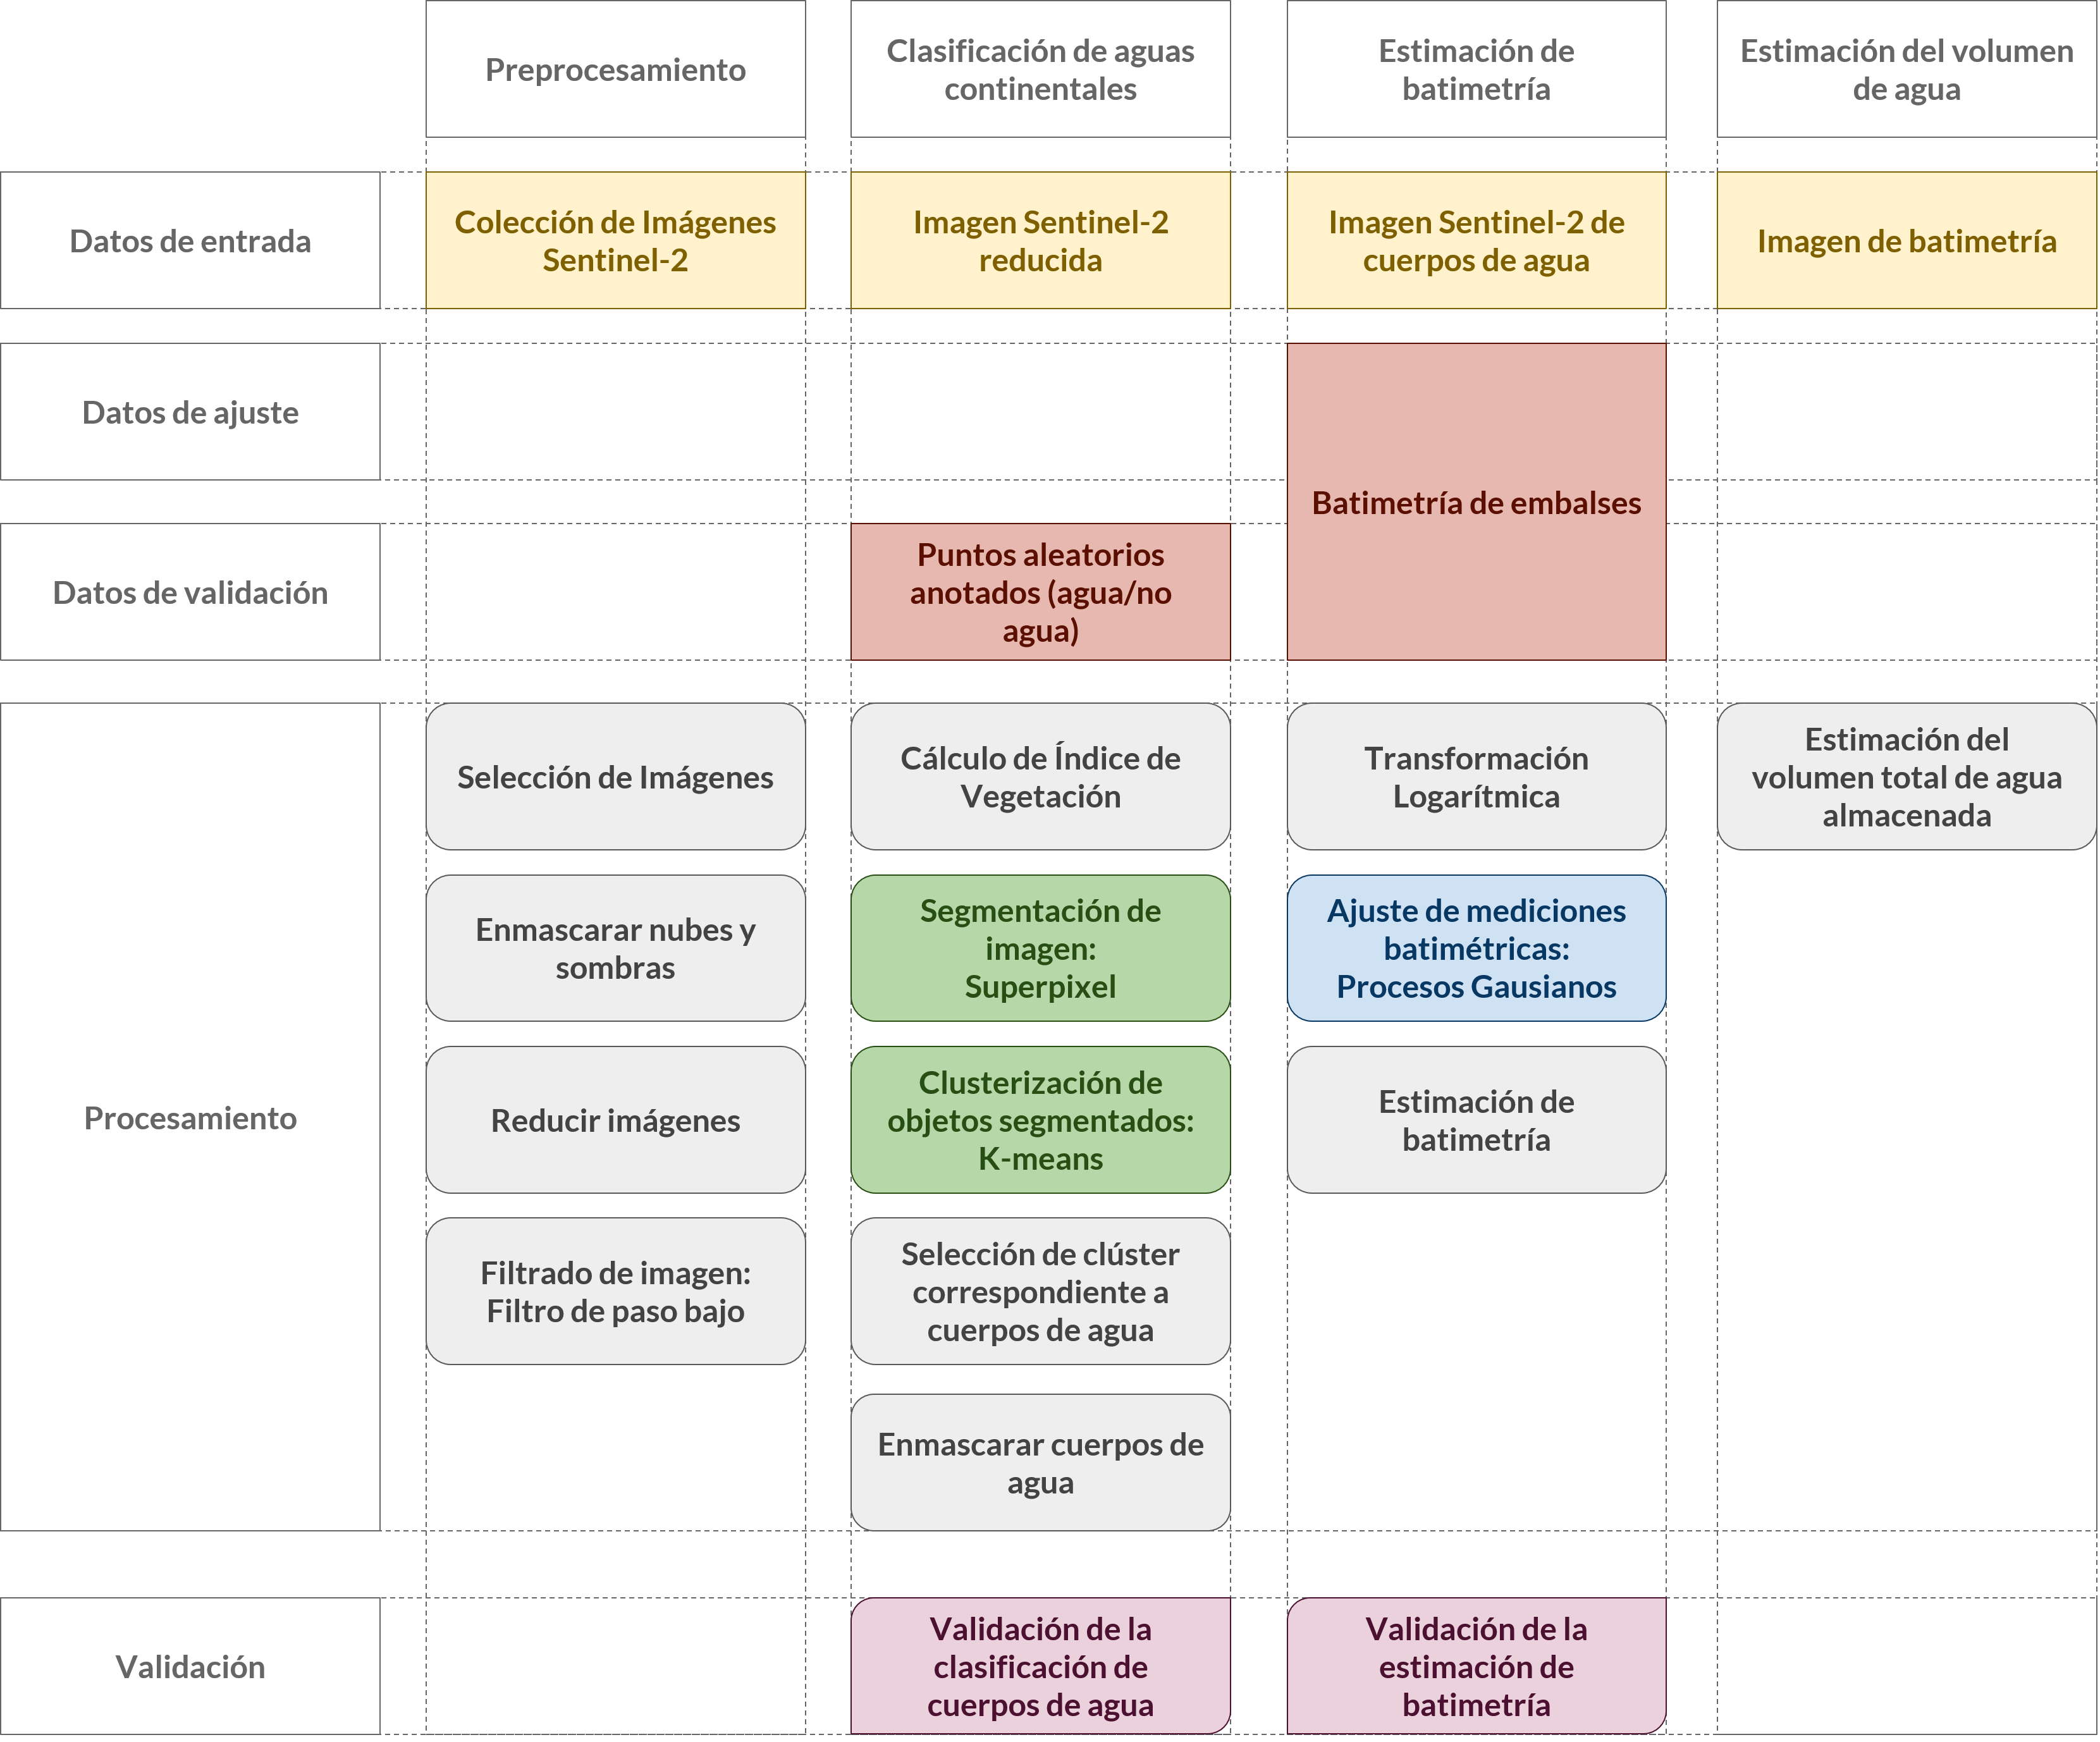 Preprocesamiento
Clasificación de aguas
continentales
Estimación de
batimetría
Estimación del volumen
de agua
Datos de entrada
Colección de Imágenes
Sentinel-2
Imagen Sentinel-2
reducida
Imagen Sentinel-2 de
cuerpos de agua
Imagen de batimetría
Datos de ajuste
Batimetría de embalses
Datos de validación
Puntos aleatorios
anotados (agua/no
agua)
Procesamiento
Selección de Imágenes
Cálculo de Índice de
Vegetación
Transformación
Logarítmica
Estimación del
volumen total de agua
almacenada
Enmascarar nubes y
sombras
Segmentación de
imagen:
Superpixel
Ajuste de mediciones
batimétricas:
Procesos Gausianos
Reducir imágenes
Clusterización de
objetos segmentados:
K-means
Estimación de
batimetría
Filtrado de imagen:
Filtro de paso bajo
Selección de clúster
correspondiente a
cuerpos de agua
Enmascarar cuerpos de
agua
Validación
Validación de la
clasificación de
cuerpos de agua
Validación de la
estimación de
batimetría